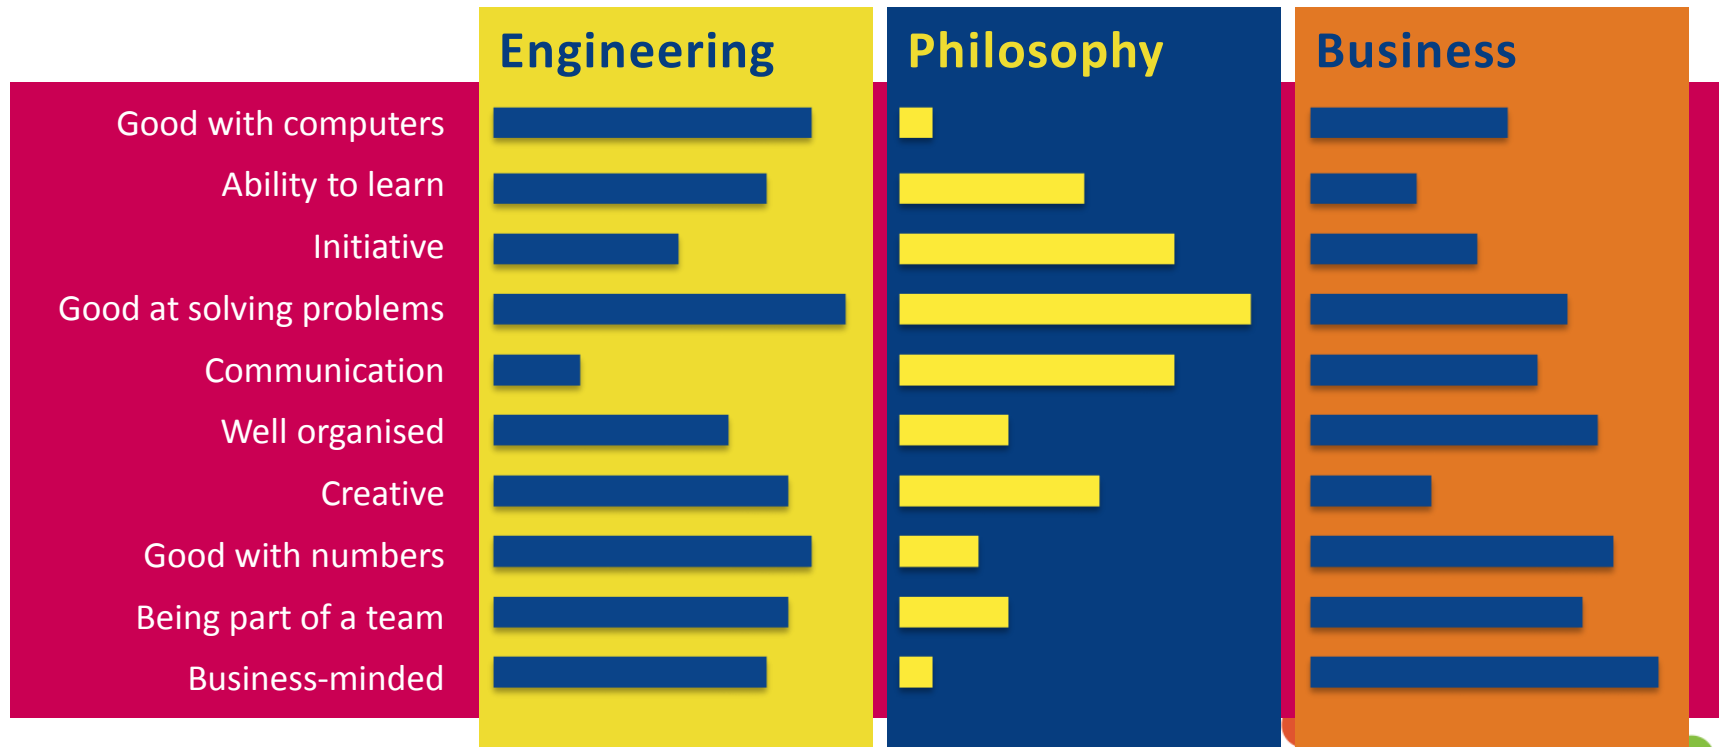 Engineering
Philosophy
Business
Good with computers
Ability to learn
Initiative
Good at solving problems
Communication
Well organised
Creative
Good with numbers
Being part of a team
Business-minded